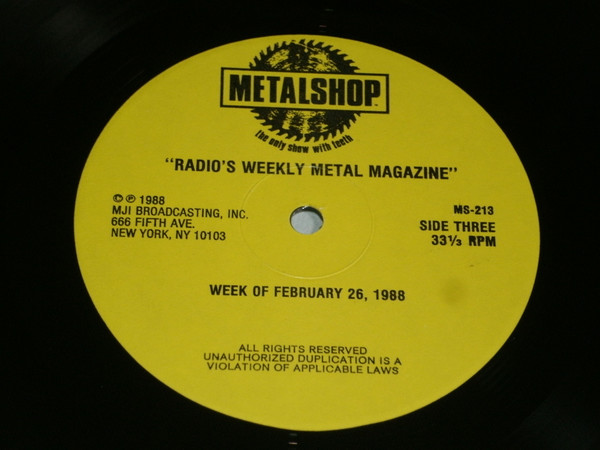 METALSHOP™
the only show with teeth
"RADIO'S WEEKLY METAL MAGAZINE"
© ℗ 1988
MJI BROADCASTING, INC.
666 FIFTH AVE.
NEW YORK, NY 10103
MS-213
SIDE THREE
33⅓ RPM
WEEK OF FEBRUARY 26, 1988
ALL RIGHTS RESERVED
UNAUTHORIZED DUPLICATION IS A
VIOLATION OF APPLICABLE LAWS